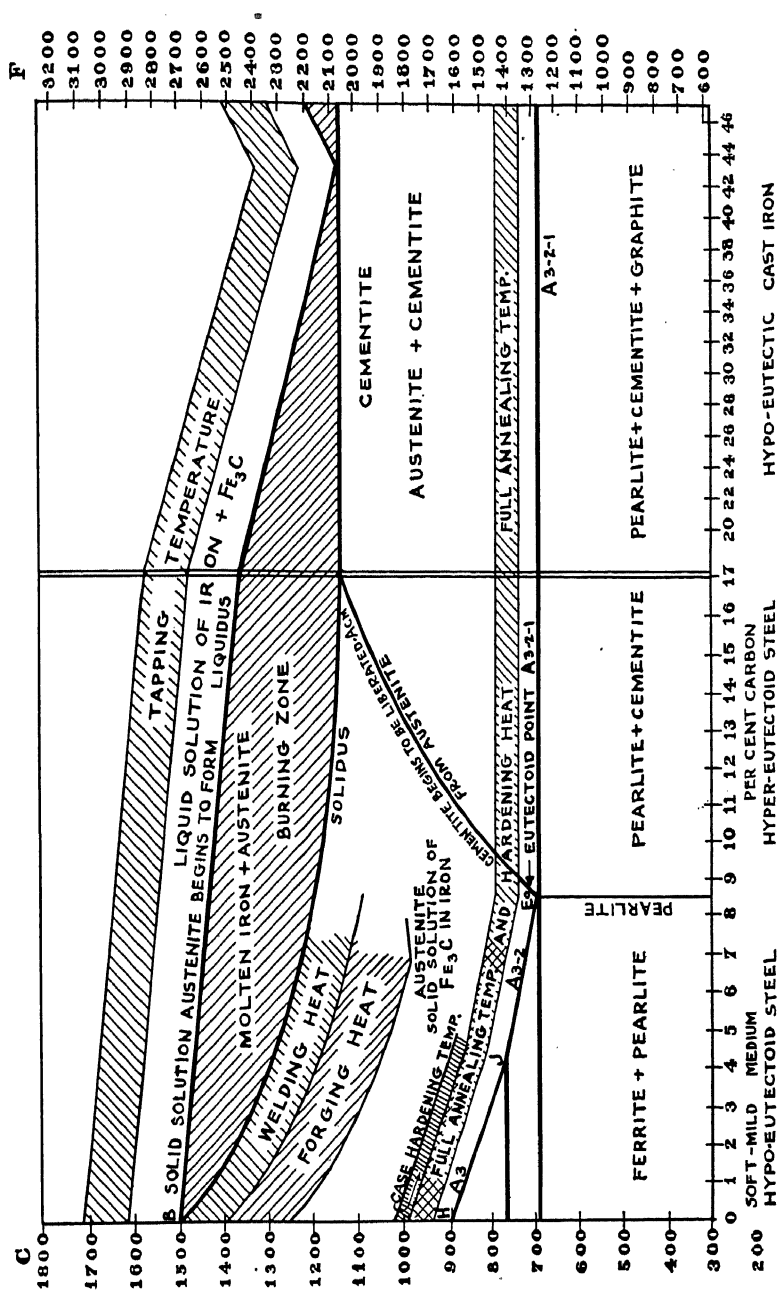 C
F
1800
1700
1600
1500
1400
1300
1200
1100
1000
900
800
700
600
500
400
300
200
3200
3100
3000
2900
2800
2700
2600
2500
2400
2300
2200
2100
2000
1900
1800
1700
1600
1500
1400
1300
1200
1100
1000
900
800
700
600
TAPPING TEMPERATURE
LIQUID SOLUTION OF IRON + Fe3C
B SOLID SOLUTION AUSTENITE BEGINS TO FORM LIQUIDUS
MOLTEN IRON + AUSTENITE
BURNING ZONE
SOLIDUS
WELDING HEAT
FORGING HEAT
CEMENTITE BEGINS TO BE LIBERATED-ACM
FROM AUSTENITE
CEMENTITE
AUSTENITE + CEMENTITE
AUSTENITE
SOLID SOLUTION OF
Fe3C IN IRON
CASE HARDENING TEMP.
FULL ANNEALING TEMP. AND HARDENING HEAT
FULL ANNEALING TEMP.
H
A3
J
A3-2
EUTECTOID POINT A3-2-1
A3-2-1
FERRITE + PEARLITE
PEARLITE
PEARLITE+CEMENTITE
PEARLITE+CEMENTITE+GRAPHITE
0 1 2 3 4 5 6 7 8 9 10 11 12 13 14 15 16 17 20 22 24 26 28 30 32 34 36 38 40 42 44 46
PER CENT CARBON
SOFT-MILD MEDIUM
HYPO-EUTECTOID STEEL
HYPER-EUTECTOID STEEL
HYPO-EUTECTIC CAST IRON